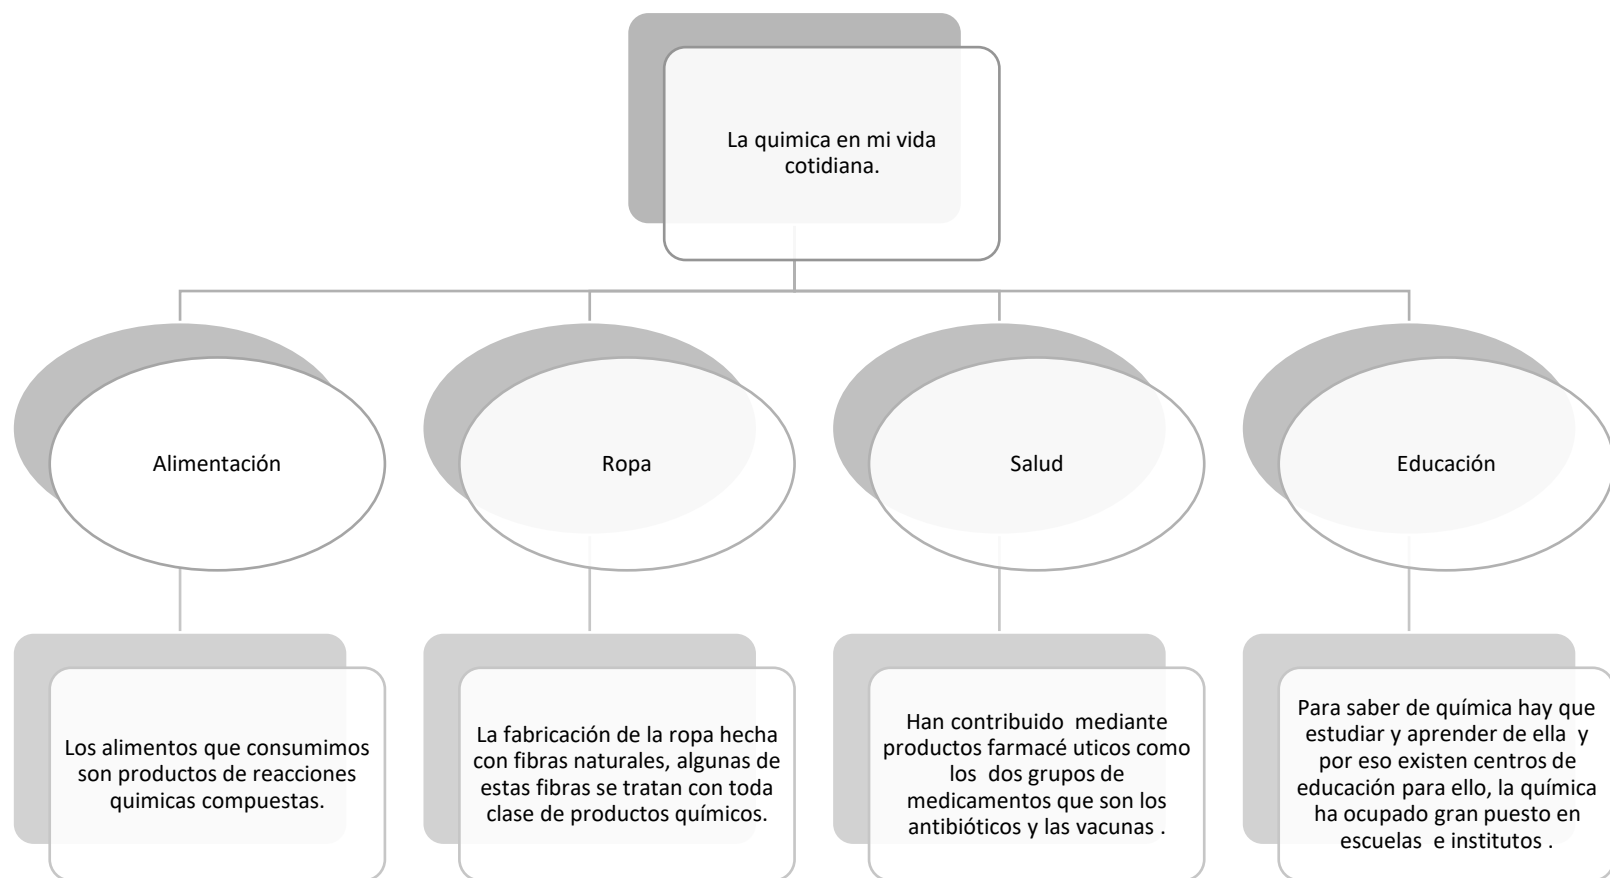 La quimica en mi vida
cotidiana.
Alimentación
Ropa
Salud
Educación
Los alimentos que consumimos
son productos de reacciones
quimicas compuestas.
La fabricación de la ropa hecha
con fibras naturales, algunas de
estas fibras se tratan con toda
clase de productos químicos.
Han contribuido  mediante
productos farmacé uticos como
los  dos grupos de
medicamentos que son los
antibióticos y las vacunas .
Para saber de química hay que
estudiar y aprender de ella  y
por eso existen centros de
educación para ello, la química
ha ocupado gran puesto en
escuelas  e institutos .